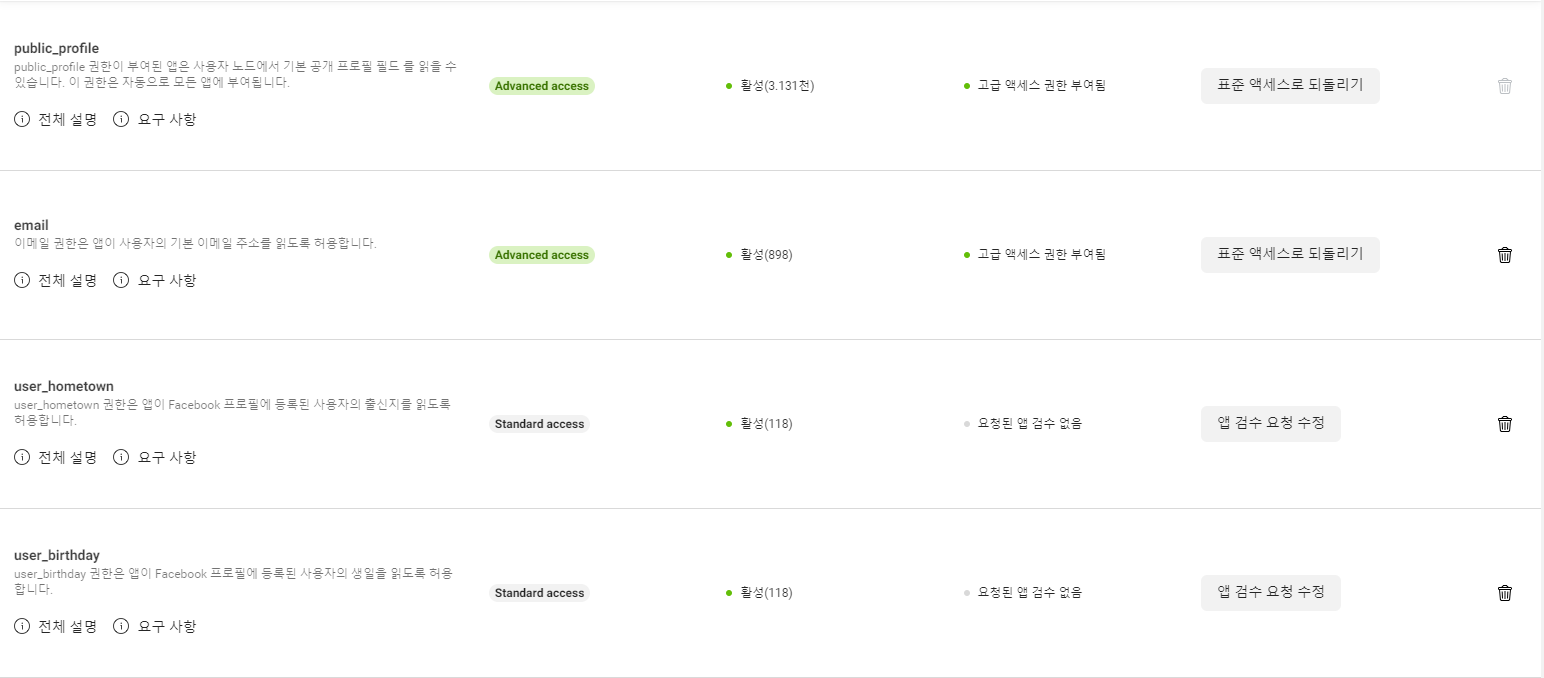 public_profile
public_profile 권한이 부여된 앱은 사용자 노드에서 기본 공개 프로필 필드 를 읽을 수
있습니다. 이 권한은 자동으로 모든 앱에 부여됩니다.
Advanced access
활성(3.131천)
고급 액세스 권한 부여됨
표준 액세스로 되돌리기
전체 설명 요구 사항
email
이메일 권한은 앱이 사용자의 기본 이메일 주소를 읽도록 허용합니다.
Advanced access
활성(898)
고급 액세스 권한 부여됨
표준 액세스로 되돌리기
전체 설명 요구 사항
user_hometown
user_hometown 권한은 앱이 Facebook 프로필에 등록된 사용자의 출신지를 읽도록
허용합니다.
Standard access
활성(118)
요청된 앱 검수 없음
앱 검수 요청 수정
전체 설명 요구 사항
user_birthday
user_birthday 권한은 앱이 Facebook 프로필에 등록된 사용자의 생일을 읽도록 허용
합니다.
Standard access
활성(118)
요청된 앱 검수 없음
앱 검수 요청 수정
전체 설명 요구 사항